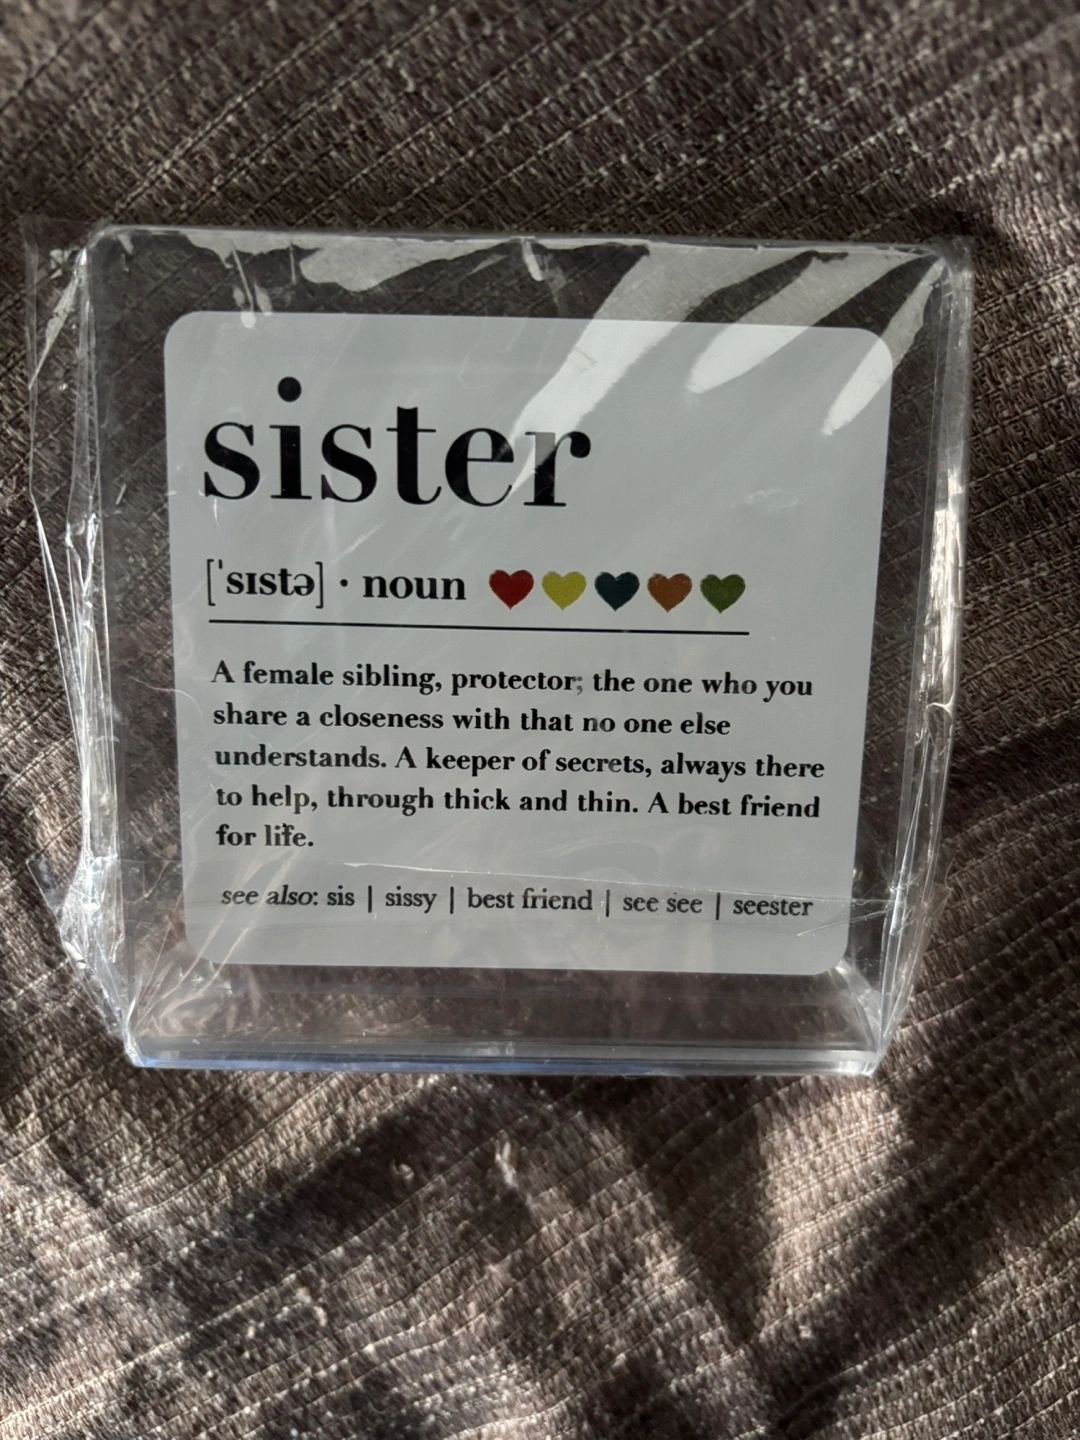 sister
[ˈsɪstə] · noun
A female sibling, protector; the one who you
share a closeness with that no one else
understands. A keeper of secrets, always there
to help, through thick and thin. A best friend
for life.
see also: sis | sissy | best friend | see see | seester